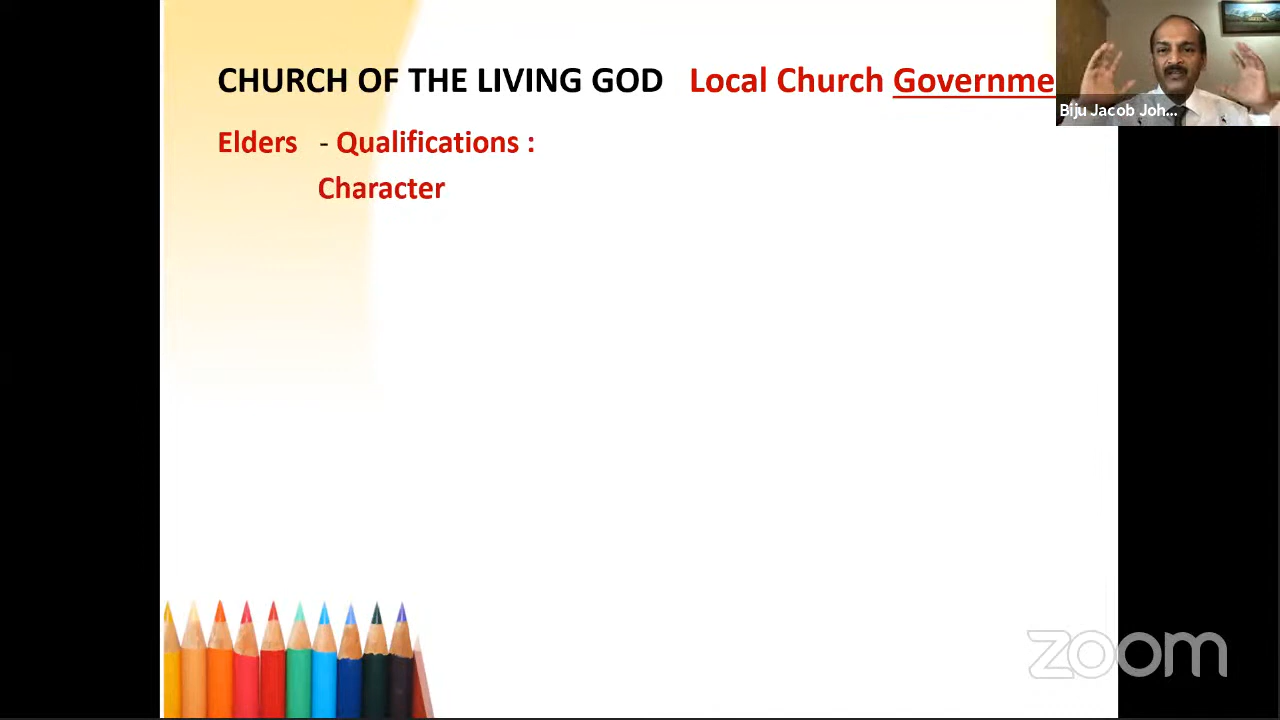 CHURCH OF THE LIVING GOD Local Church Governme
Biju Jacob Joh...
Elders - Qualifications :
Character
zoom